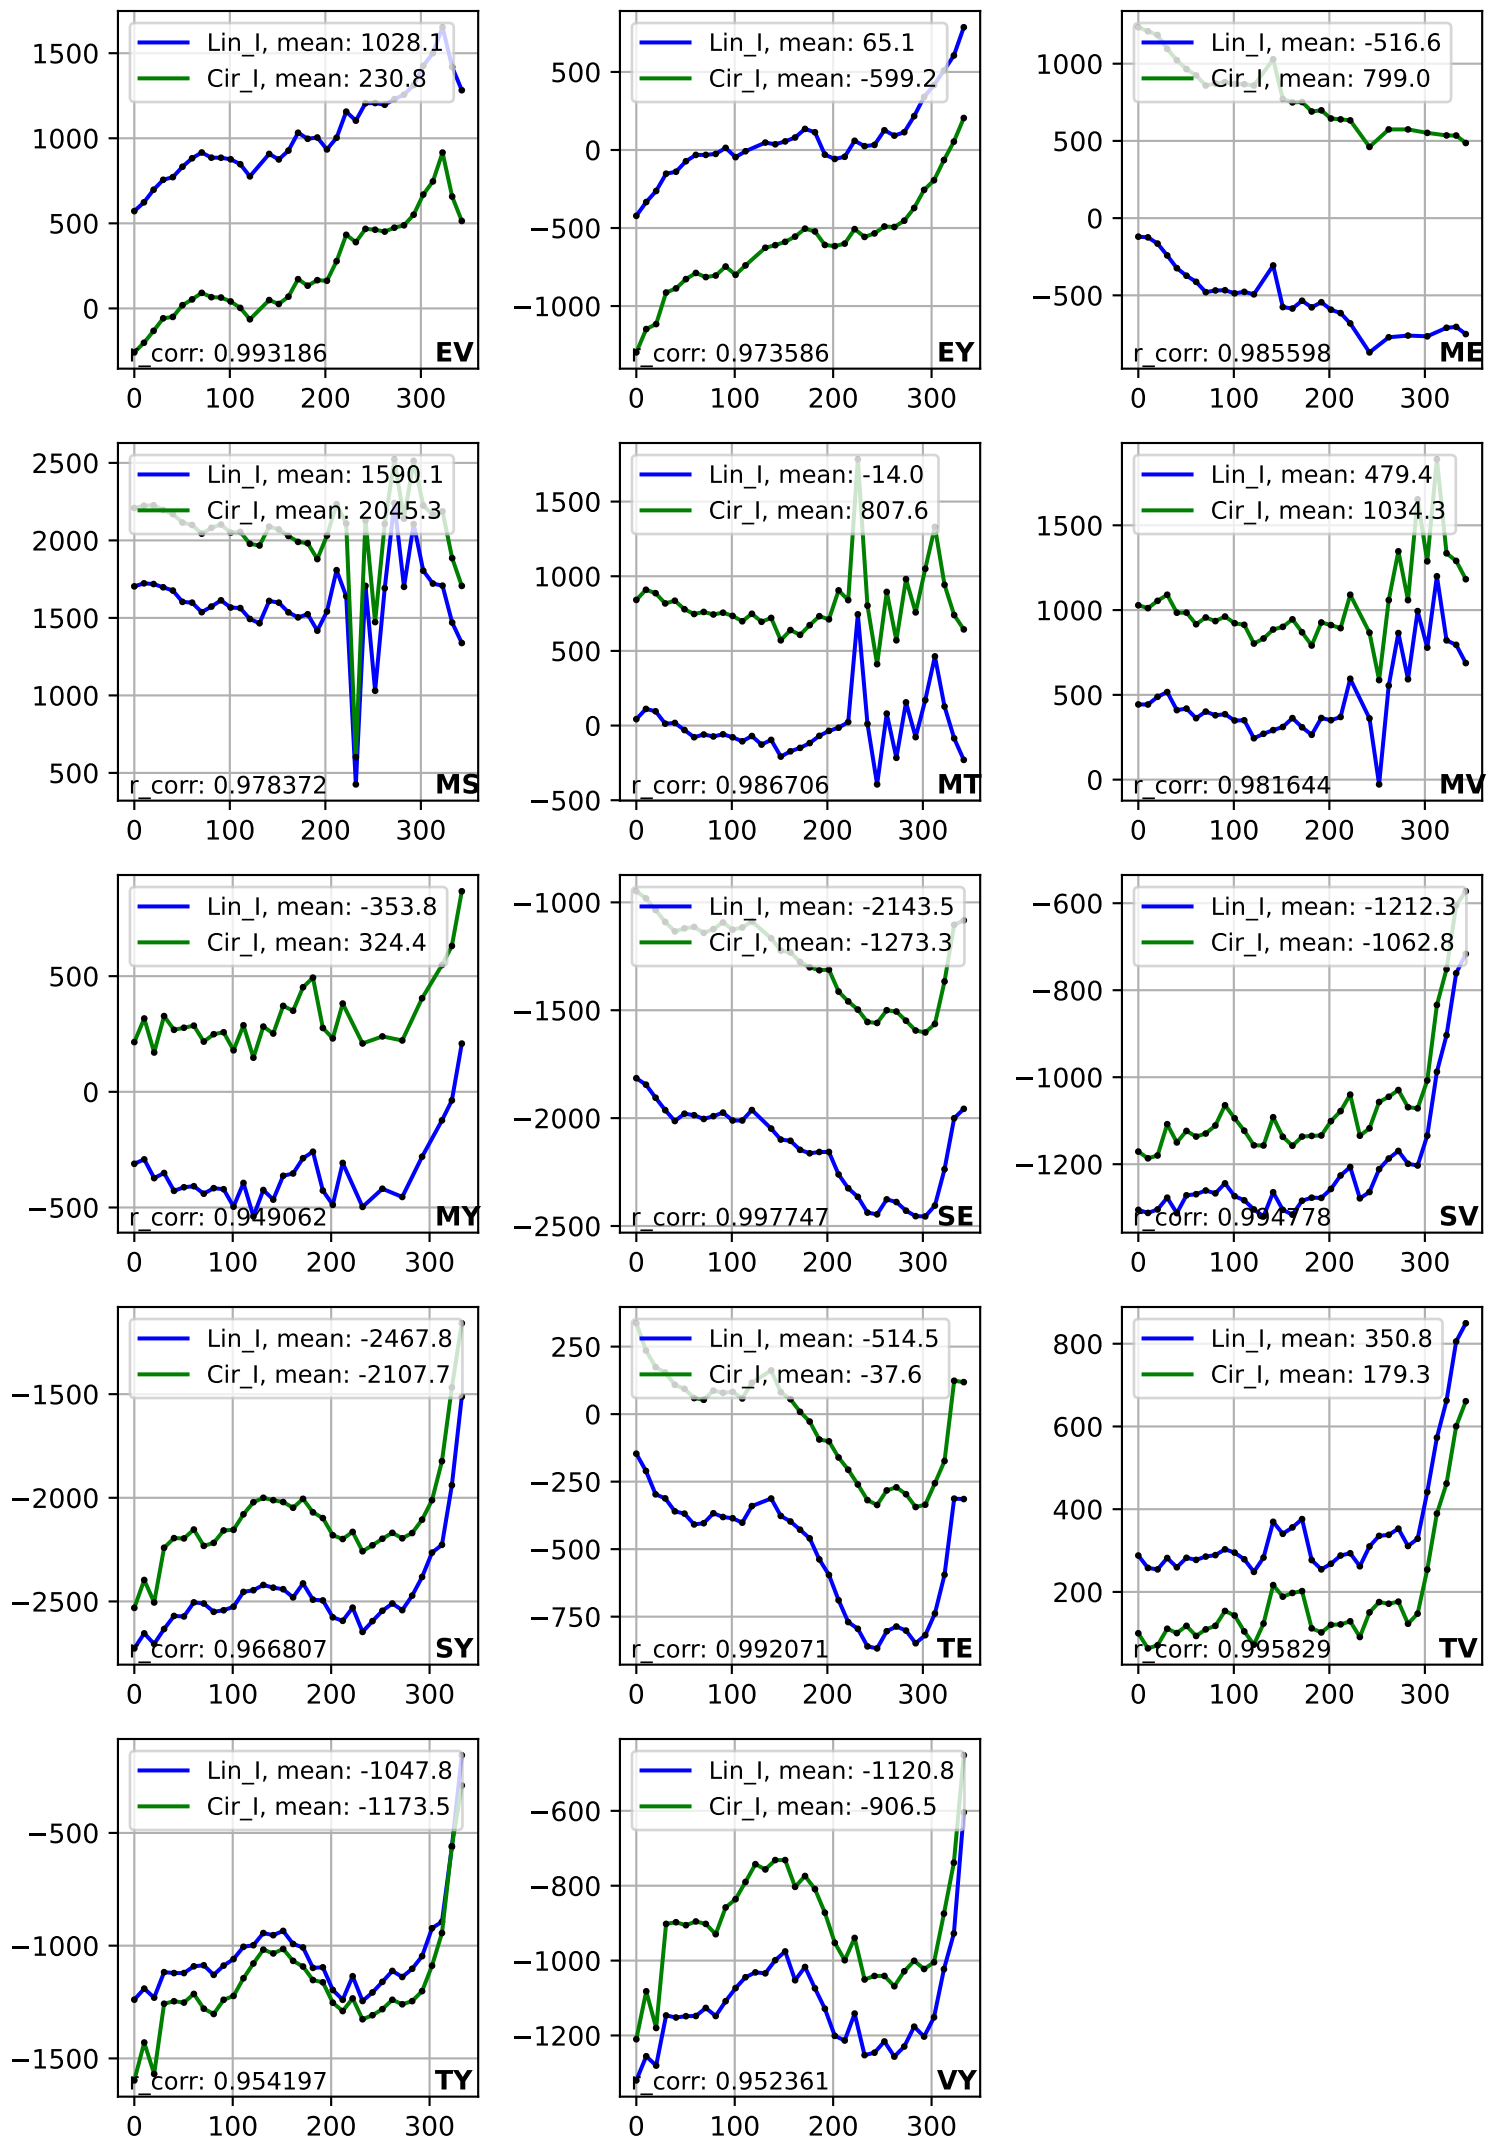 1500
1000
500
0
Lin_I, mean: 1028.1
Cir_I, mean: 230.8
r_corr: 0.993186
EV
0 100 200 300
500
0
−500
−1000
Lin_I, mean: 65.1
Cir_I, mean: -599.2
r_corr: 0.973586
EY
0 100 200 300
1000
500
0
−500
Lin_I, mean: -516.6
Cir_I, mean: 799.0
r_corr: 0.985598
ME
0 100 200 300
2500
2000
1500
1000
500
Lin_I, mean: 1590.1
Cir_I, mean: 2045.3
r_corr: 0.978372
MS
0 100 200 300
1500
1000
500
0
−500
Lin_I, mean: -14.0
Cir_I, mean: 807.6
r_corr: 0.986706
MT
0 100 200 300
1500
1000
500
0
Lin_I, mean: 479.4
Cir_I, mean: 1034.3
r_corr: 0.981644
MV
0 100 200 300
500
0
−500
Lin_I, mean: -353.8
Cir_I, mean: 324.4
r_corr: 0.949062
MY
0 100 200 300
−1000
−1500
−2000
−2500
Lin_I, mean: -2143.5
Cir_I, mean: -1273.3
r_corr: 0.997747
SE
0 100 200 300
−600
−800
−1000
−1200
Lin_I, mean: -1212.3
Cir_I, mean: -1062.8
r_corr: 0.994778
SV
0 100 200 300
−1500
−2000
−2500
Lin_I, mean: -2467.8
Cir_I, mean: -2107.7
r_corr: 0.966807
SY
0 100 200 300
250
0
−250
−500
−750
Lin_I, mean: -514.5
Cir_I, mean: -37.6
r_corr: 0.992071
TE
0 100 200 300
800
600
400
200
Lin_I, mean: 350.8
Cir_I, mean: 179.3
r_corr: 0.995829
TV
0 100 200 300
−500
−1000
−1500
Lin_I, mean: -1047.8
Cir_I, mean: -1173.5
r_corr: 0.954197
TY
0 100 200 300
−600
−800
−1000
−1200
Lin_I, mean: -1120.8
Cir_I, mean: -906.5
r_corr: 0.952361
VY
0 100 200 300